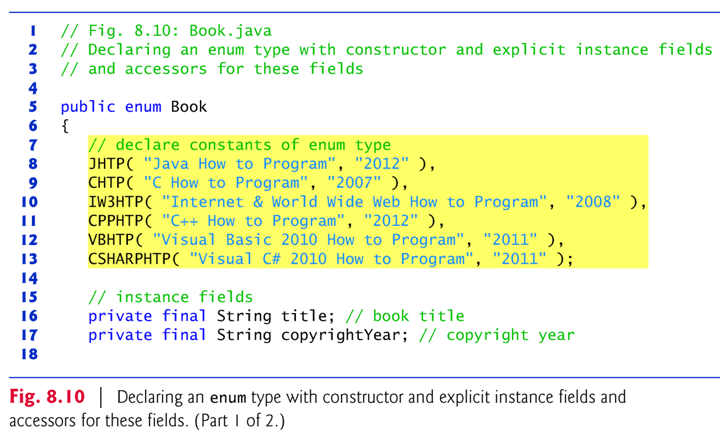 1 // Fig. 8.10: Book.java
2 // Declaring an enum type with constructor and explicit instance fields
3 // and accessors for these fields
4
5 public enum Book
6 {
7 // declare constants of enum type
8 JHTP( "Java How to Program", "2012" ),
9 CHTP( "C How to Program", "2007" ),
10 IW3HTP( "Internet & World Wide Web How to Program", "2008" ),
11 CPPHTP( "C++ How to Program", "2012" ),
12 VBHTP( "Visual Basic 2010 How to Program", "2011" ),
13 CSHARPHTP( "Visual C# 2010 How to Program", "2011" );
14
15 // instance fields
16 private final String title; // book title
17 private final String copyrightYear; // copyright year
18
Fig. 8.10 | Declaring an enum type with constructor and explicit instance fields and
accessors for these fields. (Part 1 of 2.)